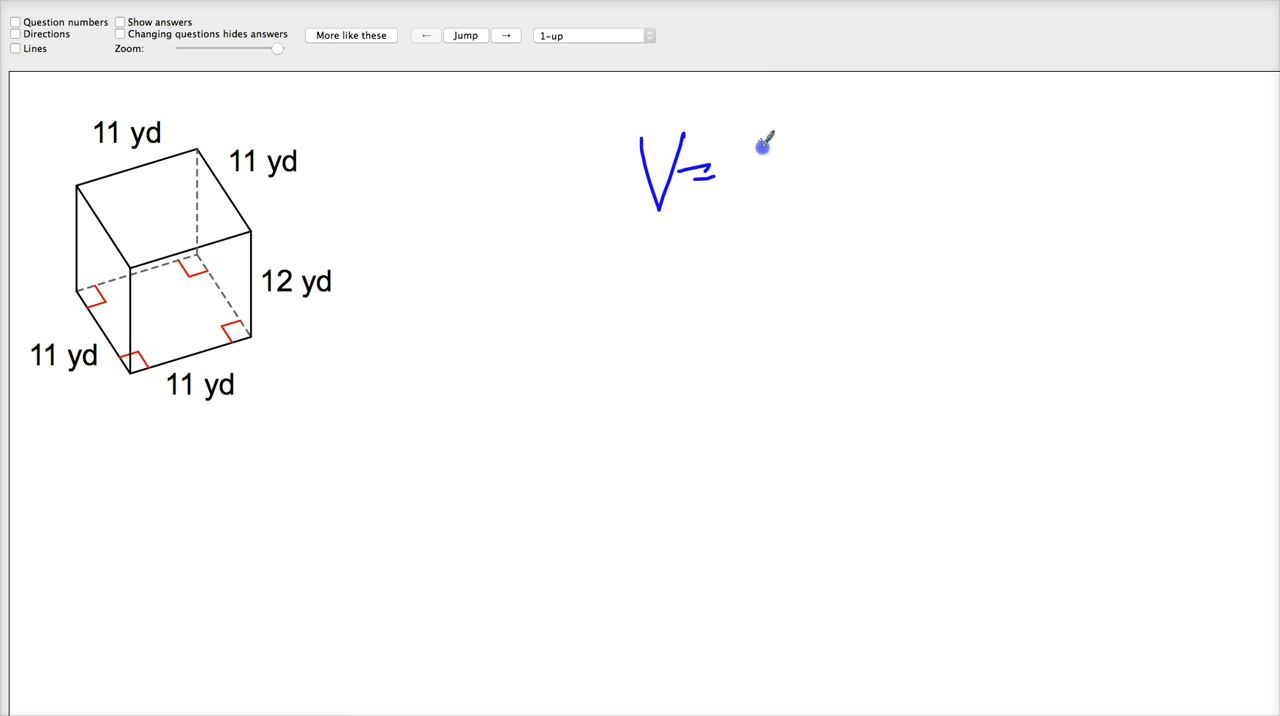 Question numbers Show answers
Directions Changing questions hides answers
Lines Zoom: More like these ← Jump → 1-up
11 yd
11 yd
V=
12 yd
11 yd
11 yd